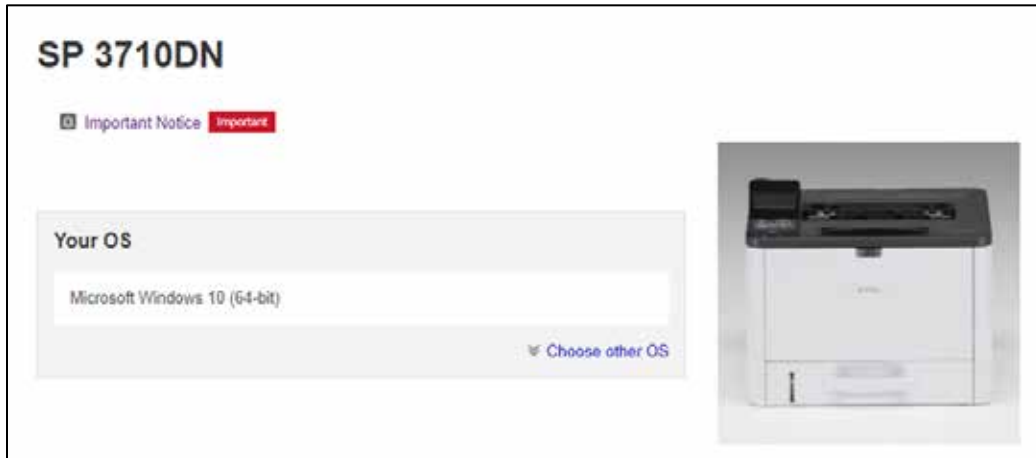 SP 3710DN
Important Notice Important
Your OS
Microsoft Windows 10 (64-bit)
Choose other OS